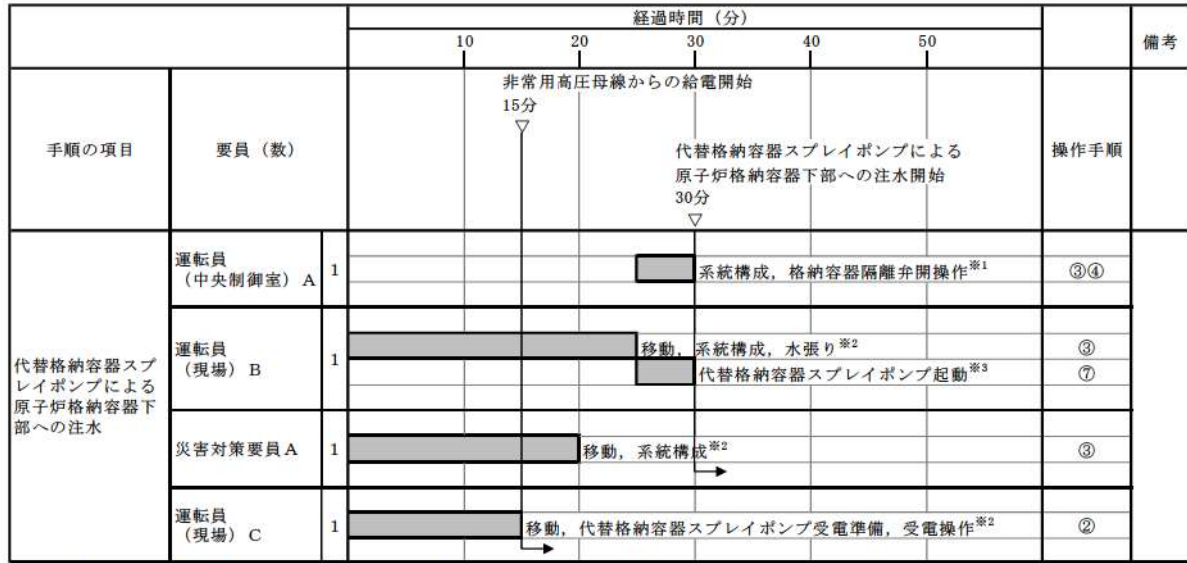 経過時間（分）
備考
10 20 30 40 50
手順の項目
要員（数）
操作手順
非常用高圧母線からの給電開始
15分
▽
代替格納容器スプレイポンプによる
原子炉格納容器下部への注水開始
30分
▽
代替格納容器スプ
レイポンプによる
原子炉格納容器下
部への注水
運転員
（中央制御室）A
1
系統構成，格納容器隔離弁開操作※1
③④
運転員
（現場）B
1
移動，系統構成，水張り※2
③
代替格納容器スプレイポンプ起動※3
⑦
災害対策要員A
1
移動，系統構成※2
③
運転員
（現場）C
1
移動，代替格納容器スプレイポンプ受電準備，受電操作※2
②